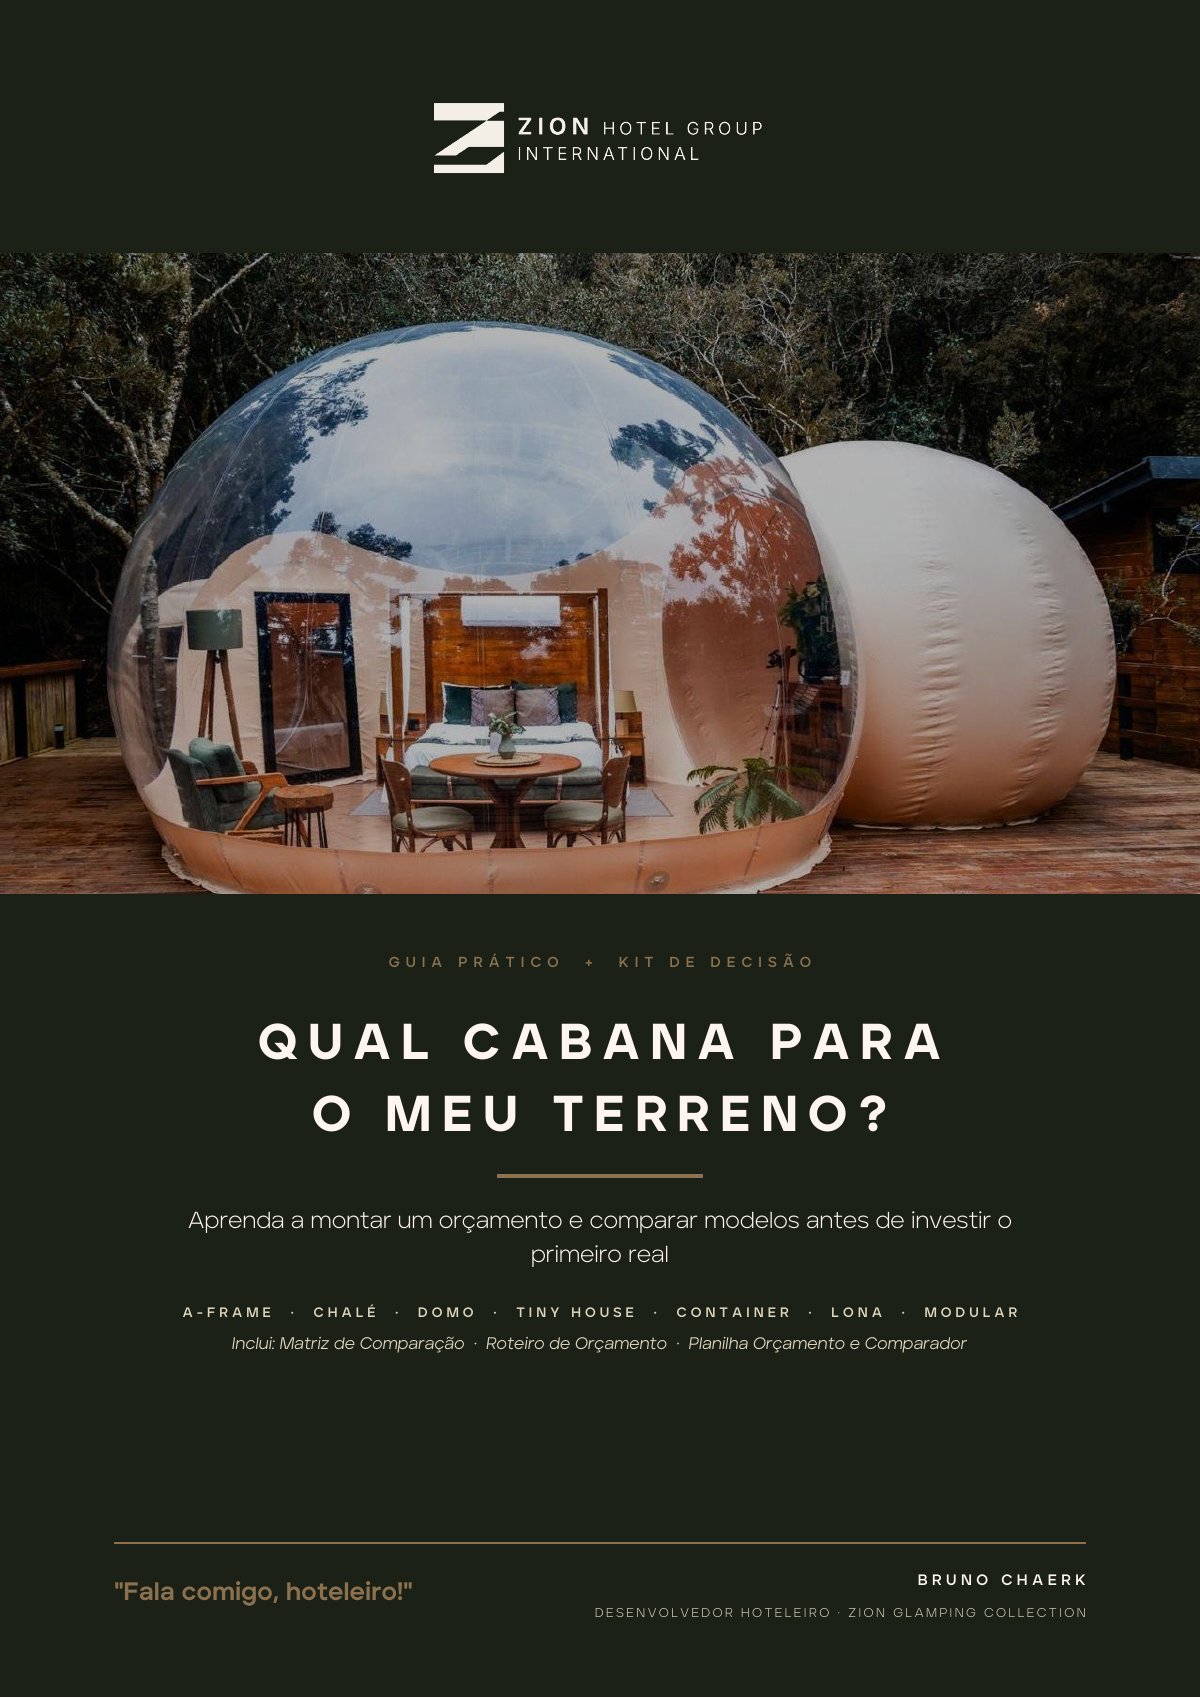 ZION HOTEL GROUP
INTERNATIONAL
GUIA PRÁTICO + KIT DE DECISÃO
QUAL CABANA PARA
O MEU TERRENO?
Aprenda a montar um orçamento e comparar modelos antes de investir o
primeiro real
A-FRAME · CHALÉ · DOMO · TINY HOUSE · CONTAINER · LONA · MODULAR
Inclui: Matriz de Comparação · Roteiro de Orçamento · Planilha Orçamento e Comparador
"Fala comigo, hoteleiro!"
BRUNO CHAERK
DESENVOLVEDOR HOTELEIRO · ZION GLAMPING COLLECTION